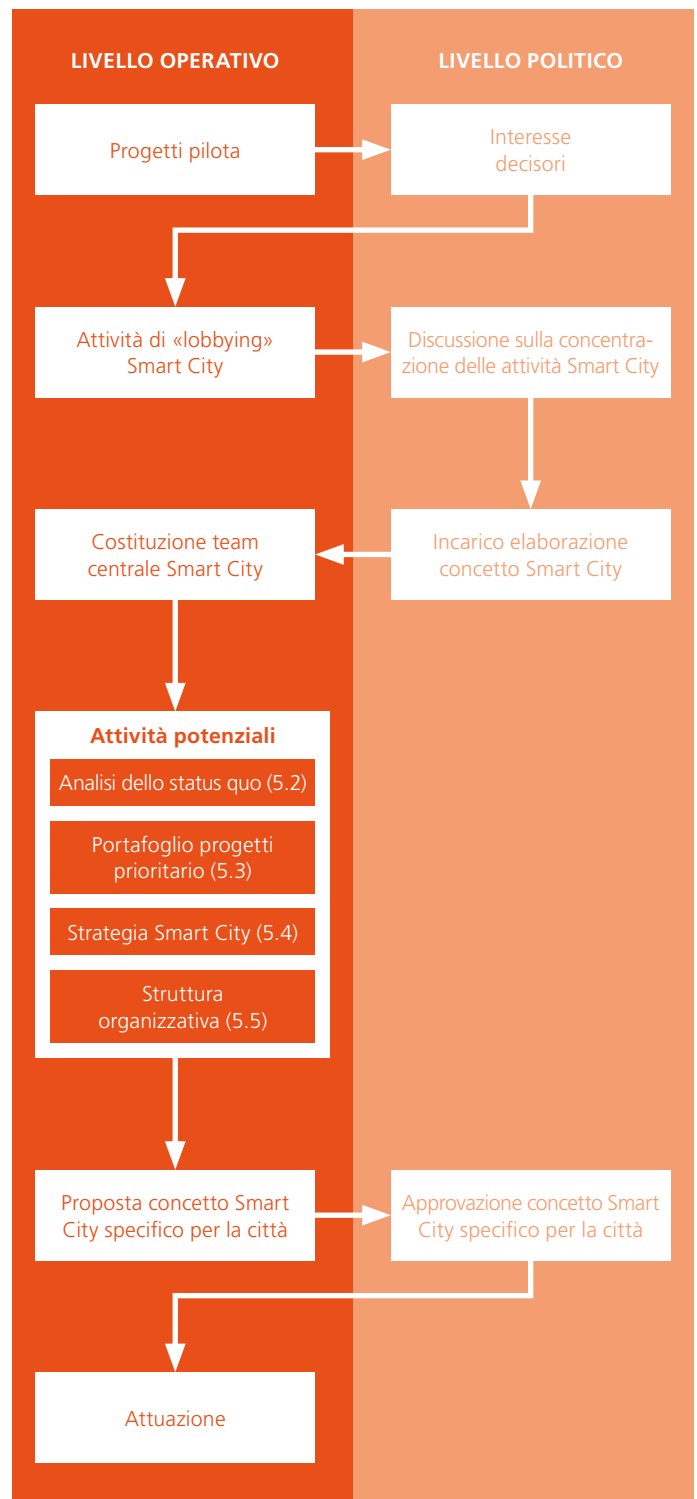 LIVELLO OPERATIVO
LIVELLO POLITICO
Progetti pilota
Interesse
decisori
Attività di «lobbying»
Smart City
Discussione sulla concentra-
zione delle attività Smart City
Costituzione team
centrale Smart City
Incarico elaborazione
concetto Smart City
Attività potenziali
Analisi dello status quo (5.2)
Portafoglio progetti
prioritario (5.3)
Strategia Smart City (5.4)
Struttura
organizzativa (5.5)
Proposta concetto Smart
City specifico per la città
Approvazione concetto Smart
City specifico per la città
Attuazione